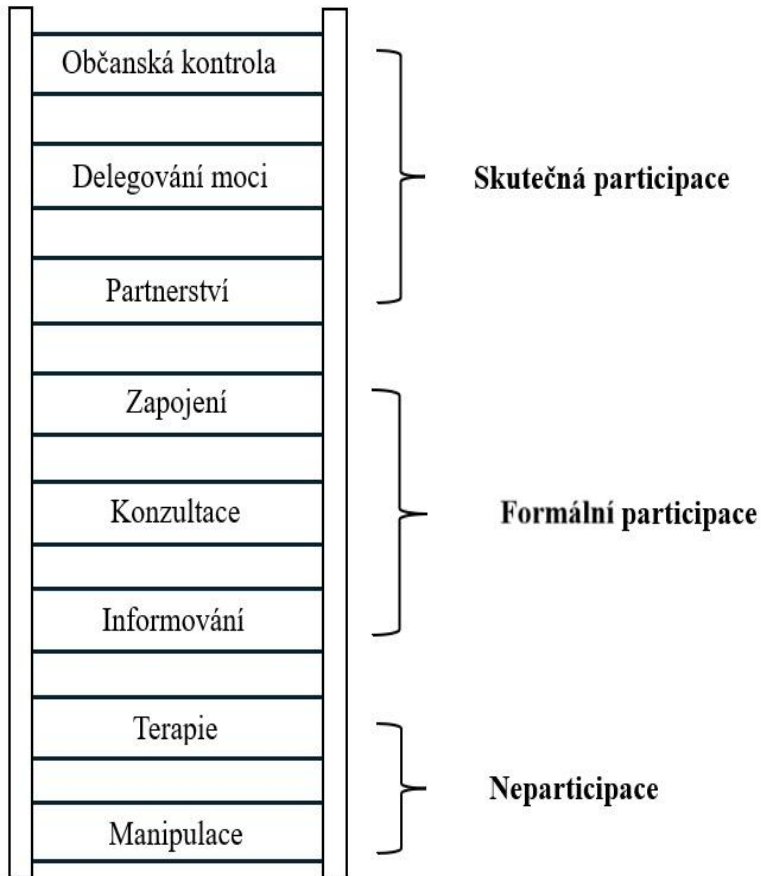 Občanská kontrola
Delegování moci
Skutečná participace
Partnerství
Zapojení
Konzultace
Formální participace
Informování
Terapie
Neparticipace
Manipulace